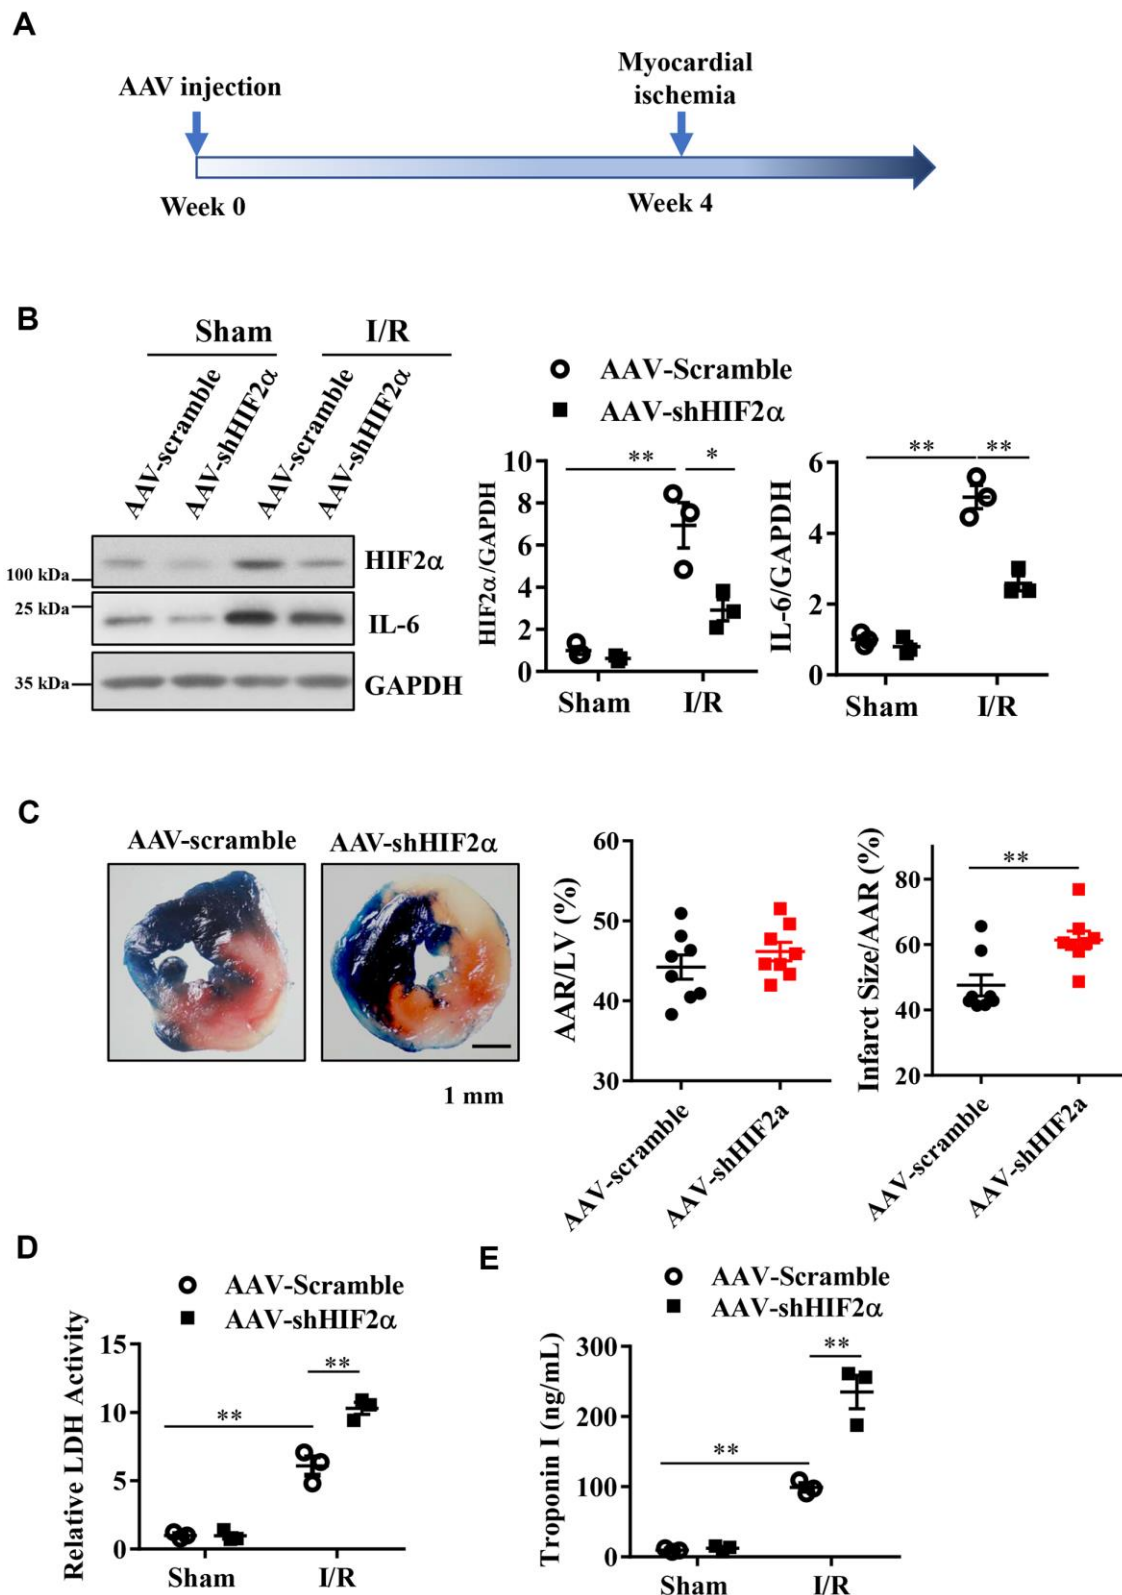 A
AAV injection
Myocardial
ischemia
Week 0
Week 4
B
Sham
I/R
AAV-scramble
AAV-shHIF2α
AAV-scramble
AAV-shHIF2α
100 kDa
HIF2α
25 kDa
IL-6
35 kDa
GAPDH
AAV-Scramble
AAV-shHIF2α
HIF2α/GAPDH
10
8
6
4
2
0
**
*
Sham
I/R
IL-6/GAPDH
6
4
2
0
**
**
Sham
I/R
C
AAV-scramble
AAV-shHIF2α
1 mm
AAR/LV (%)
60
50
40
30
AAV-scramble
AAV-shHIF2a
Infarct Size/AAR (%)
80
60
40
20
**
AAV-scramble
AAV-shHIF2a
D
AAV-Scramble
AAV-shHIF2α
Relative LDH Activity
15
10
5
0
**
**
Sham
I/R
E
AAV-Scramble
AAV-shHIF2α
Troponin I (ng/mL)
300
200
100
0
**
**
Sham
I/R